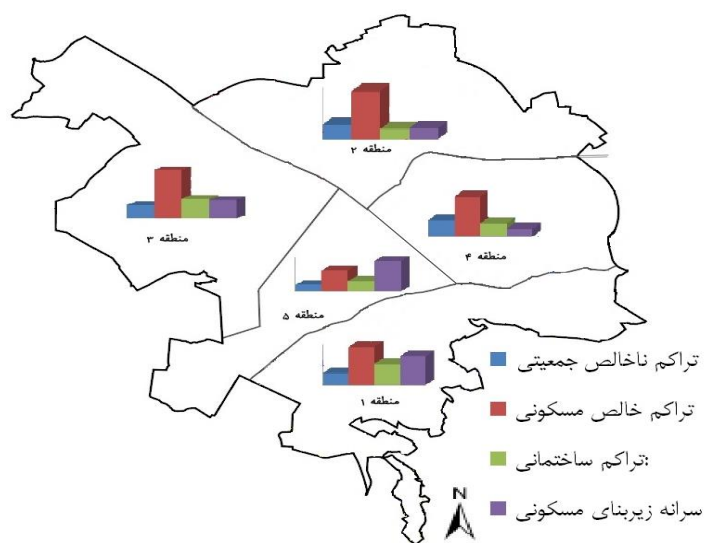 منطقه ۲
منطقه ۳
منطقه ۴
منطقه ۵
منطقه ۱
تراکم ناخالص جمعیتی
تراکم خالص مسکونی
تراکم ساختمانی:
سرانه زیربنای مسکونی
N